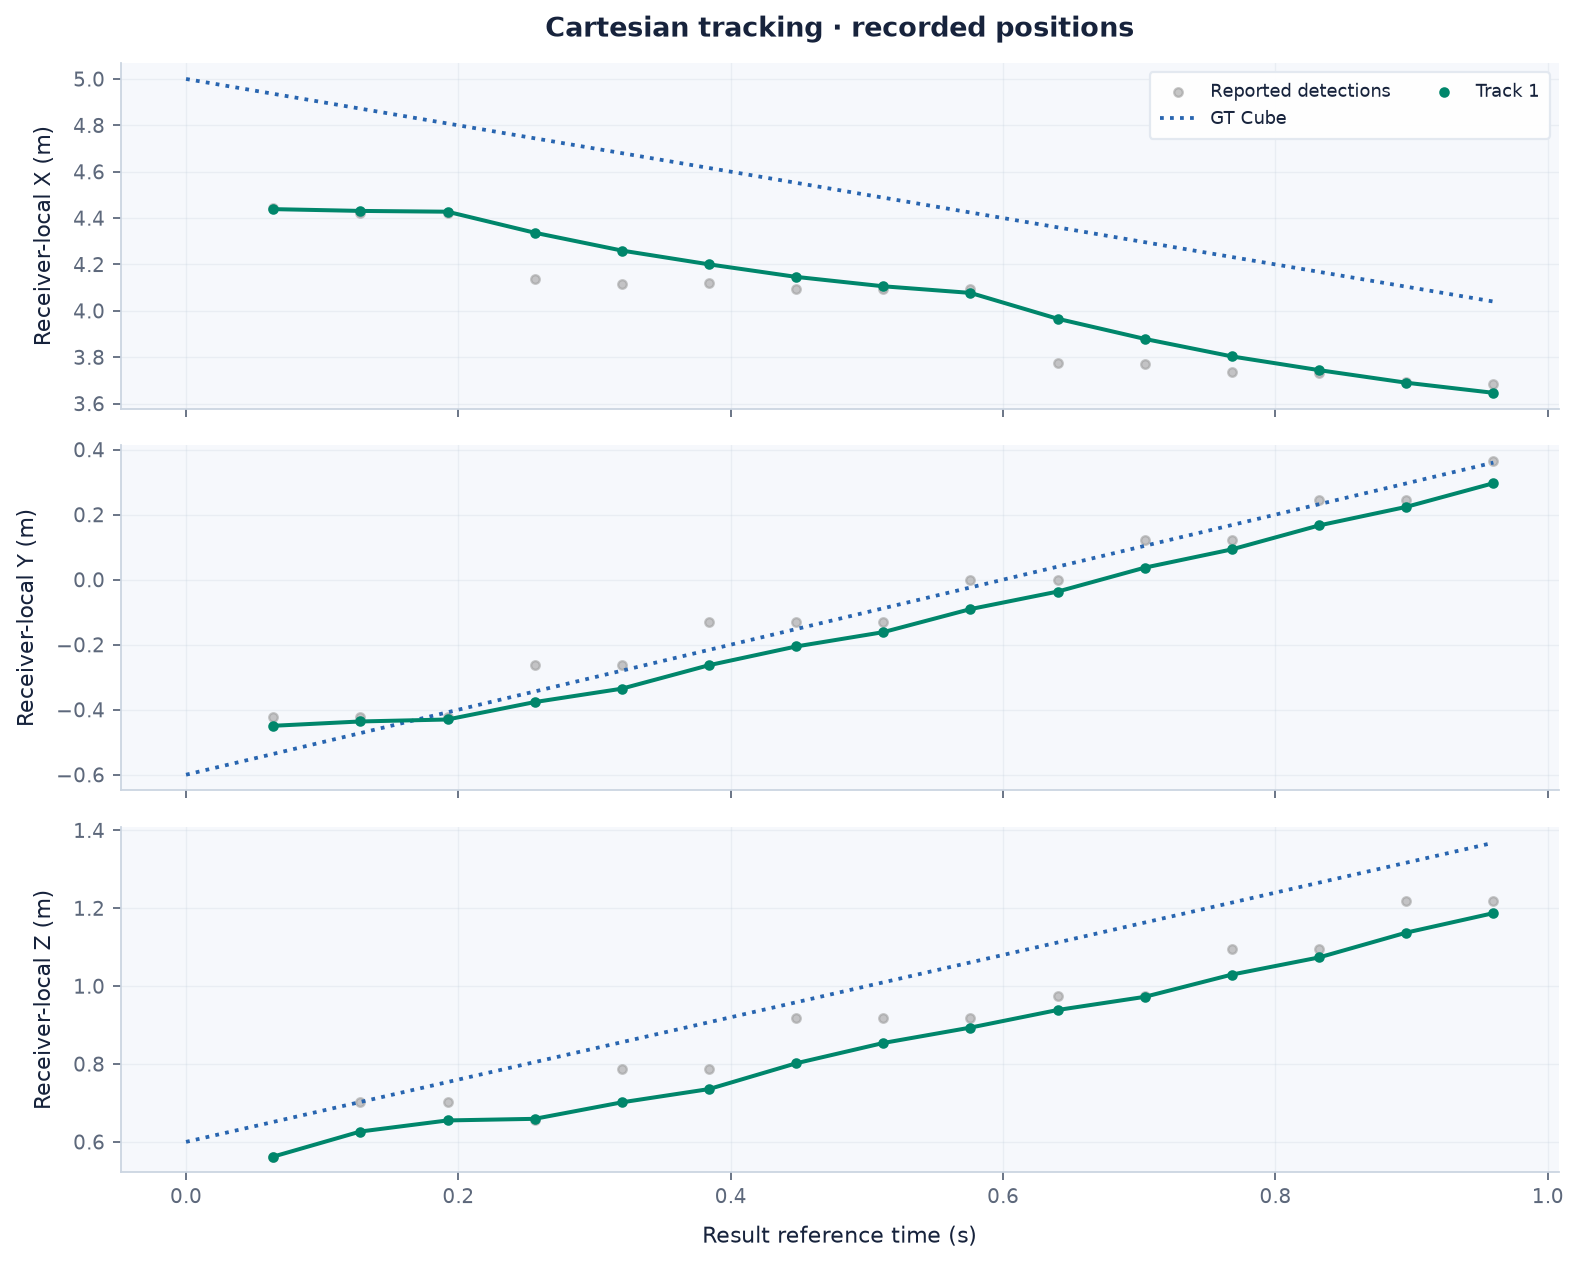 Cartesian tracking · recorded positions
Reported detections
Track 1
GT Cube
Receiver-local X (m)
5.0
4.8
4.6
4.4
4.2
4.0
3.8
3.6
Receiver-local Y (m)
0.4
0.2
0.0
−0.2
−0.4
−0.6
Receiver-local Z (m)
1.4
1.2
1.0
0.8
0.6
0.0 0.2 0.4 0.6 0.8 1.0
Result reference time (s)